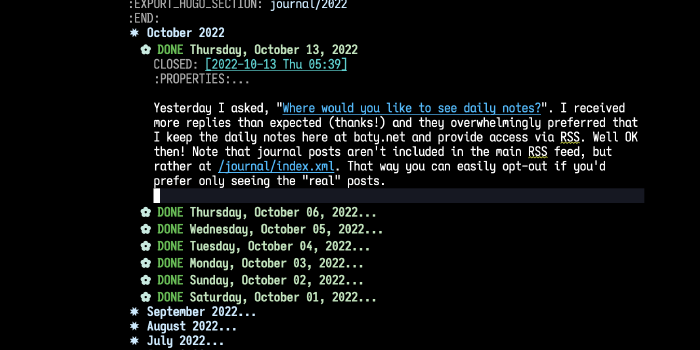 :EXPORT_HUGO_SECTION: journal/2022
:END:
✷ October 2022
✿ DONE Thursday, October 13, 2022
CLOSED: [2022-10-13 Thu 05:39]
:PROPERTIES:...
Yesterday I asked, "Where would you like to see daily notes?". I received
more replies than expected (thanks!) and they overwhelmingly preferred that
I keep the daily notes here at baty.net and provide access via RSS. Well OK
then! Note that journal posts aren't included in the main RSS feed, but
rather at /journal/index.xml. That way you can easily opt-out if you'd
prefer only seeing the "real" posts.
✿ DONE Thursday, October 06, 2022...
✿ DONE Wednesday, October 05, 2022...
✿ DONE Tuesday, October 04, 2022...
✿ DONE Monday, October 03, 2022...
✿ DONE Sunday, October 02, 2022...
✿ DONE Saturday, October 01, 2022...
✷ September 2022...
✷ August 2022...
✷ July 2022...